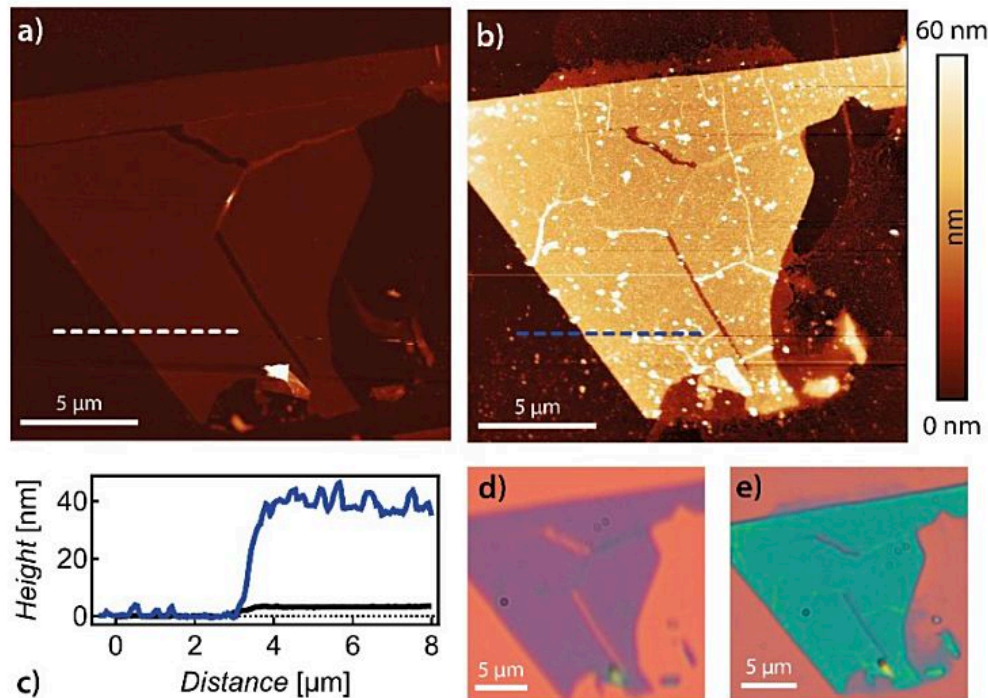 a)
5 µm
b)
5 µm
60 nm
nm
0 nm
Height [nm]
40
20
0
0 2 4 6 8
Distance [µm]
c)
d)
5 µm
e)
5 µm